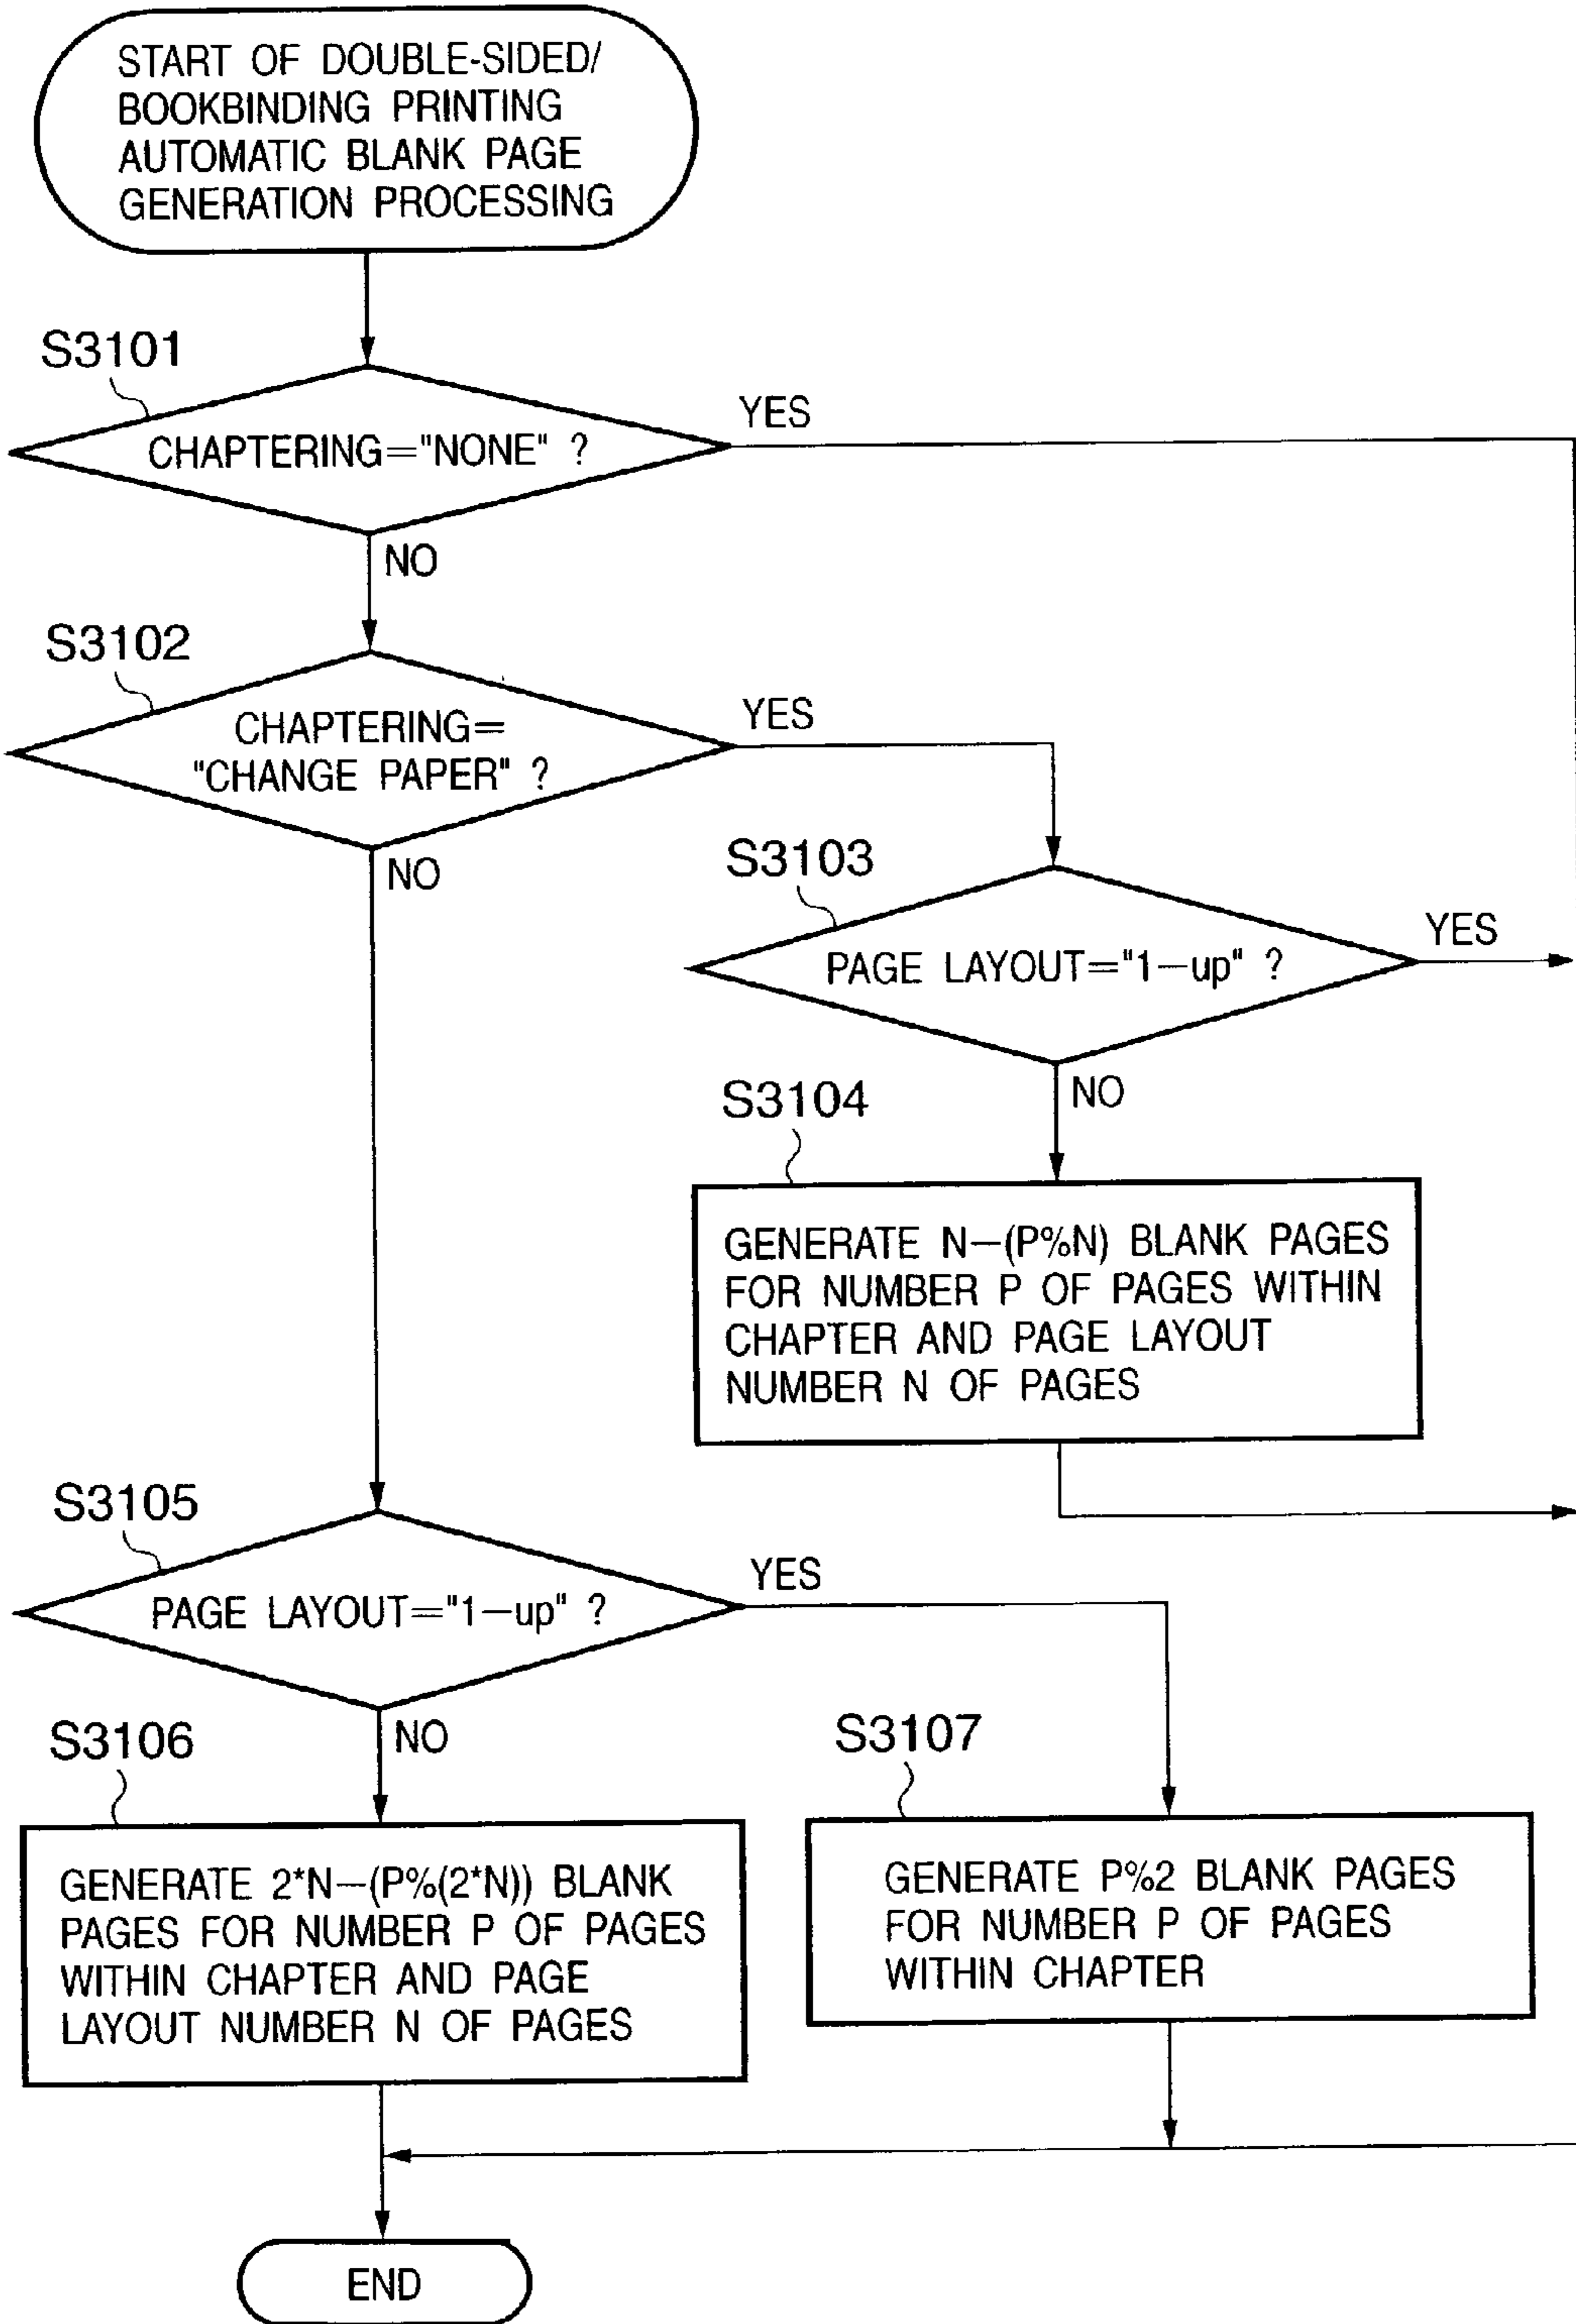 START OF DOUBLE-SIDED/
BOOKBINDING PRINTING
AUTOMATIC BLANK PAGE
GENERATION PROCESSING
S3101
CHAPTERING="NONE" ?
YES
NO
S3102
CHAPTERING=
"CHANGE PAPER" ?
YES
NO
S3103
PAGE LAYOUT="1-up" ?
YES
NO
S3104
GENERATE N-(P%N) BLANK PAGES
FOR NUMBER P OF PAGES WITHIN
CHAPTER AND PAGE LAYOUT
NUMBER N OF PAGES
S3105
PAGE LAYOUT="1-up" ?
YES
NO
S3106
GENERATE 2*N-(P%(2*N)) BLANK
PAGES FOR NUMBER P OF PAGES
WITHIN CHAPTER AND PAGE
LAYOUT NUMBER N OF PAGES
S3107
GENERATE P%2 BLANK PAGES
FOR NUMBER P OF PAGES
WITHIN CHAPTER
END